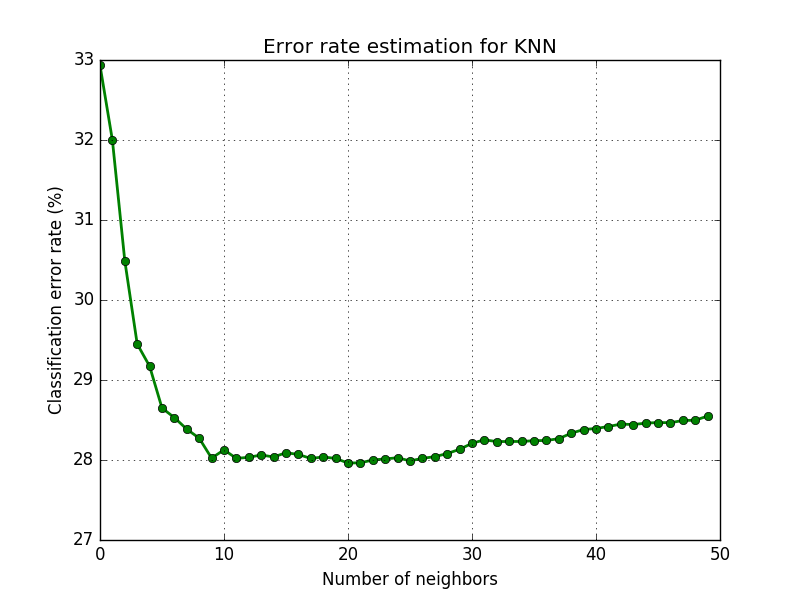 Error rate estimation for KNN
33
32
31
30
29
28
27
Classification error rate (%)
0 10 20 30 40 50
Number of neighbors